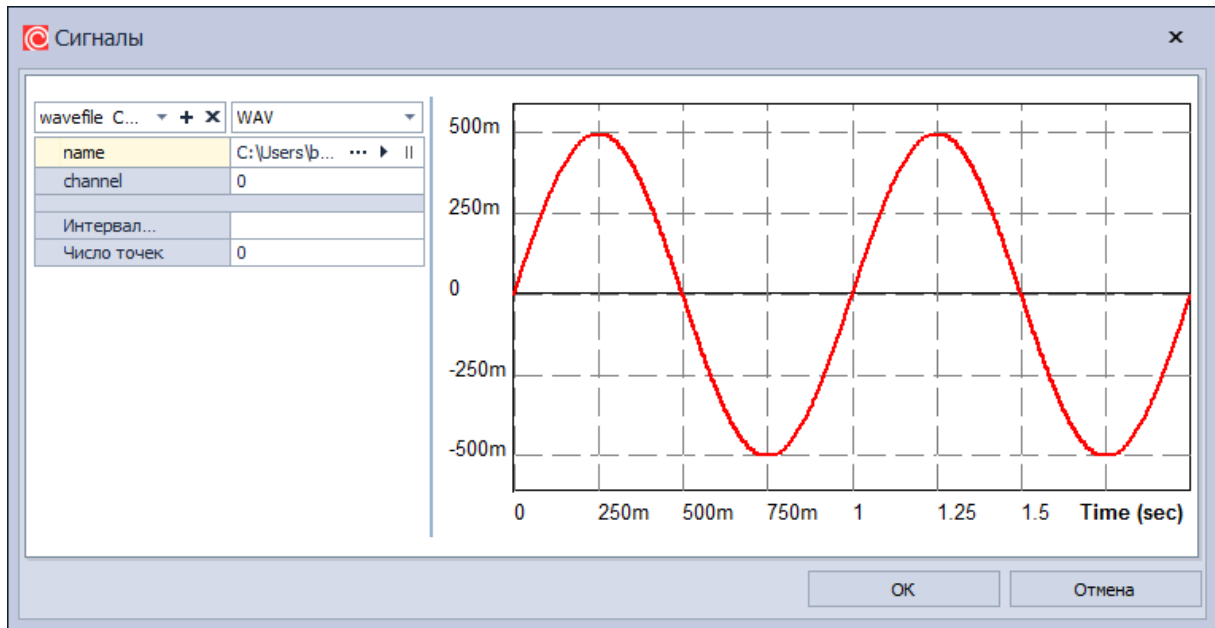 Сигналы
wavefile C... WAV
name C:\Users\b...
channel 0
Интервал...
Число точек 0
500m
250m
0
-250m
-500m
0 250m 500m 750m 1 1.25 1.5 Time (sec)
OK Отмена